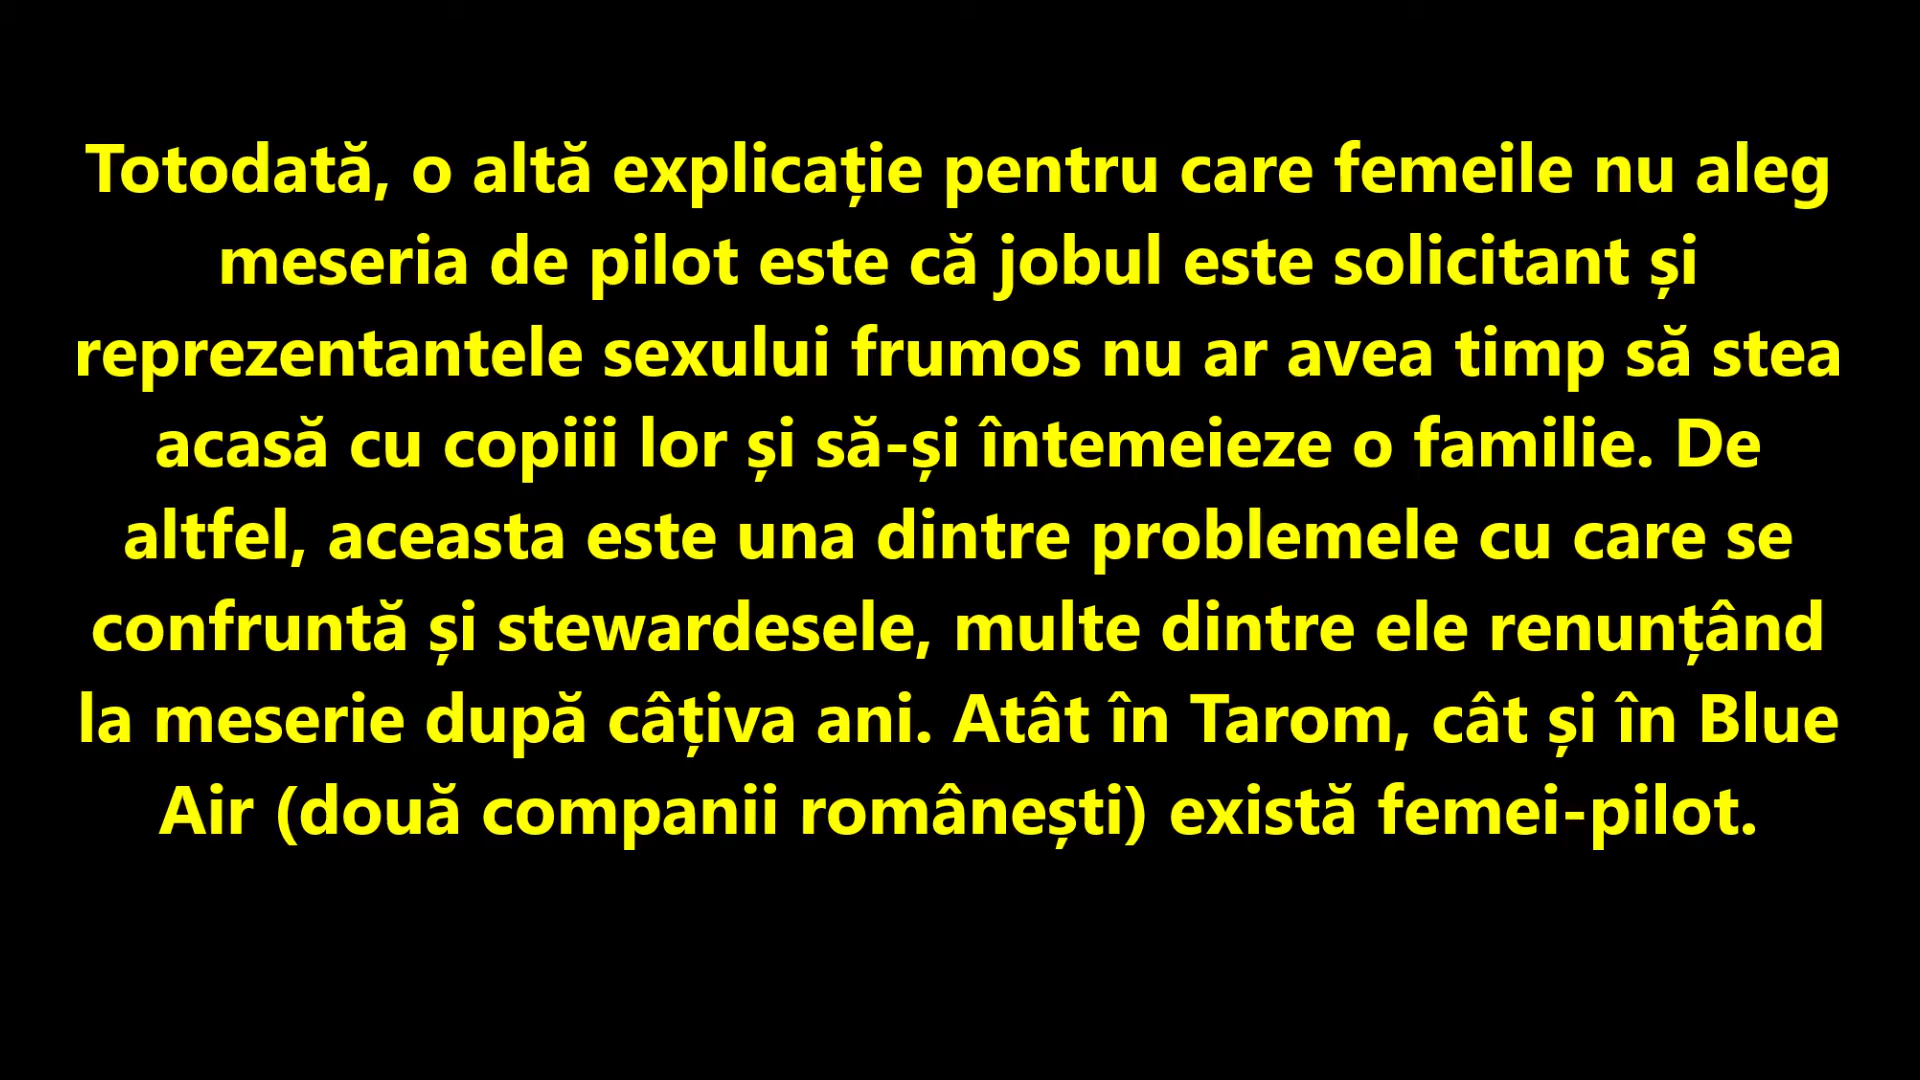 Totodată, o altă explicație pentru care femeile nu aleg
meseria de pilot este că jobul este solicitant și
reprezentantele sexului frumos nu ar avea timp să stea
acasă cu copiii lor și să-și întemeieze o familie. De
altfel, aceasta este una dintre problemele cu care se
confruntă și stewardesele, multe dintre ele renunțând
la meserie după câțiva ani. Atât în Tarom, cât și în Blue
Air (două companii românești) există femei-pilot.